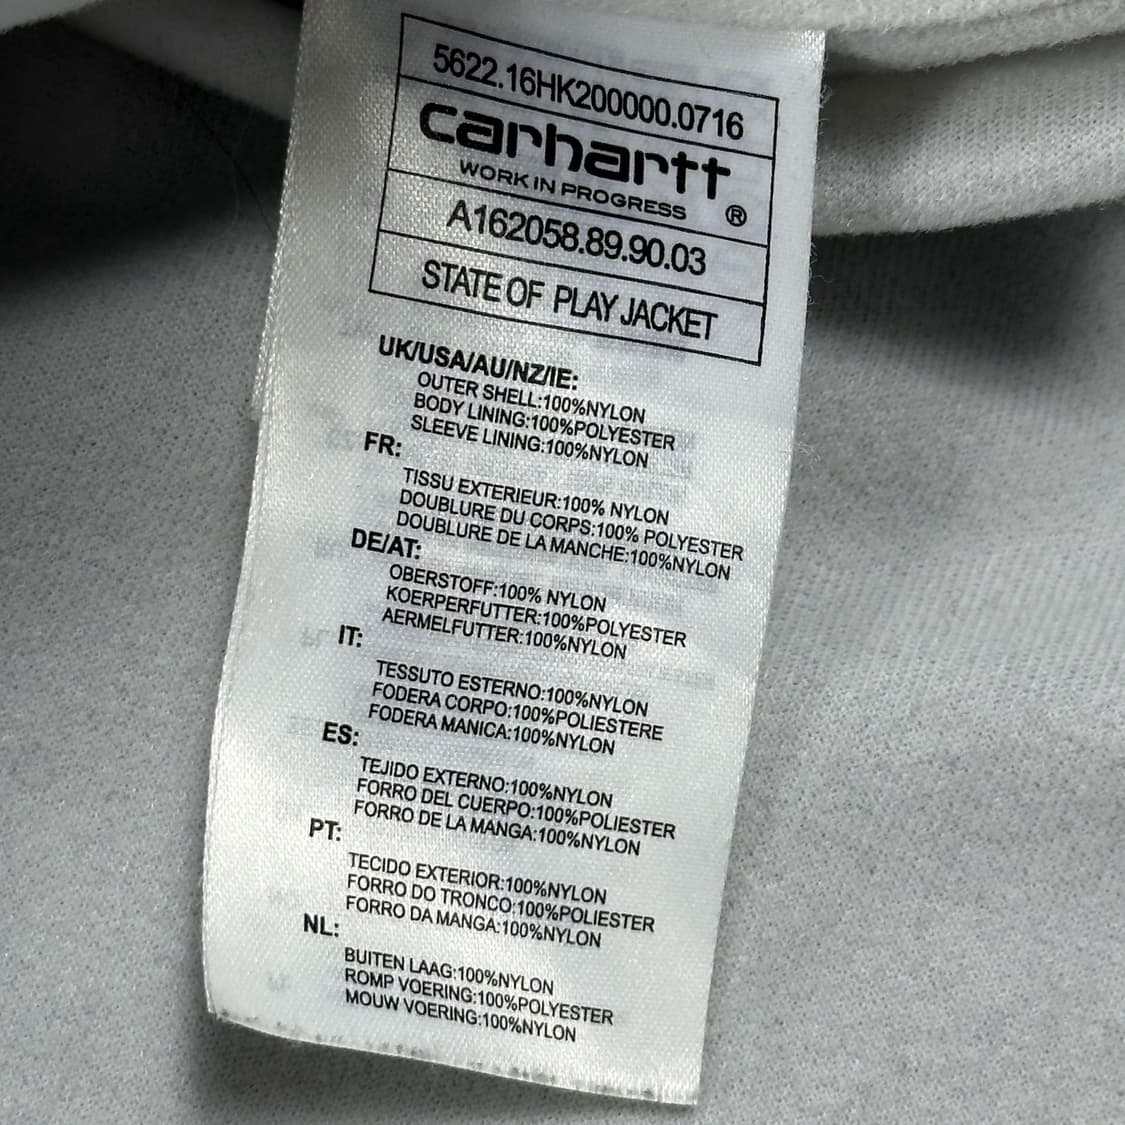 5622.16HK200000.0716
carhartt
WORK IN PROGRESS ®
A162058.89.90.03
STATE OF PLAY JACKET
UK/USA/AU/NZ/IE:
OUTER SHELL:100%NYLON
BODY LINING:100%POLYESTER
SLEEVE LINING:100%NYLON
FR:
TISSU EXTERIEUR:100% NYLON
DOUBLURE DU CORPS:100% POLYESTER
DOUBLURE DE LA MANCHE:100%NYLON
DE/AT:
OBERSTOFF:100% NYLON
KOERPERFUTTER:100%POLYESTER
AERMELFUTTER:100%NYLON
IT:
TESSUTO ESTERNO:100%NYLON
FODERA CORPO:100%POLIESTERE
FODERA MANICA:100%NYLON
ES:
TEJIDO EXTERNO:100%NYLON
FORRO DEL CUERPO:100%POLIESTER
FORRO DE LA MANGA:100%NYLON
PT:
TECIDO EXTERIOR:100%NYLON
FORRO DO TRONCO:100%POLIESTER
FORRO DA MANGA:100%NYLON
NL:
BUITEN LAAG:100%NYLON
ROMP VOERING:100%POLYESTER
MOUW VOERING:100%NYLON